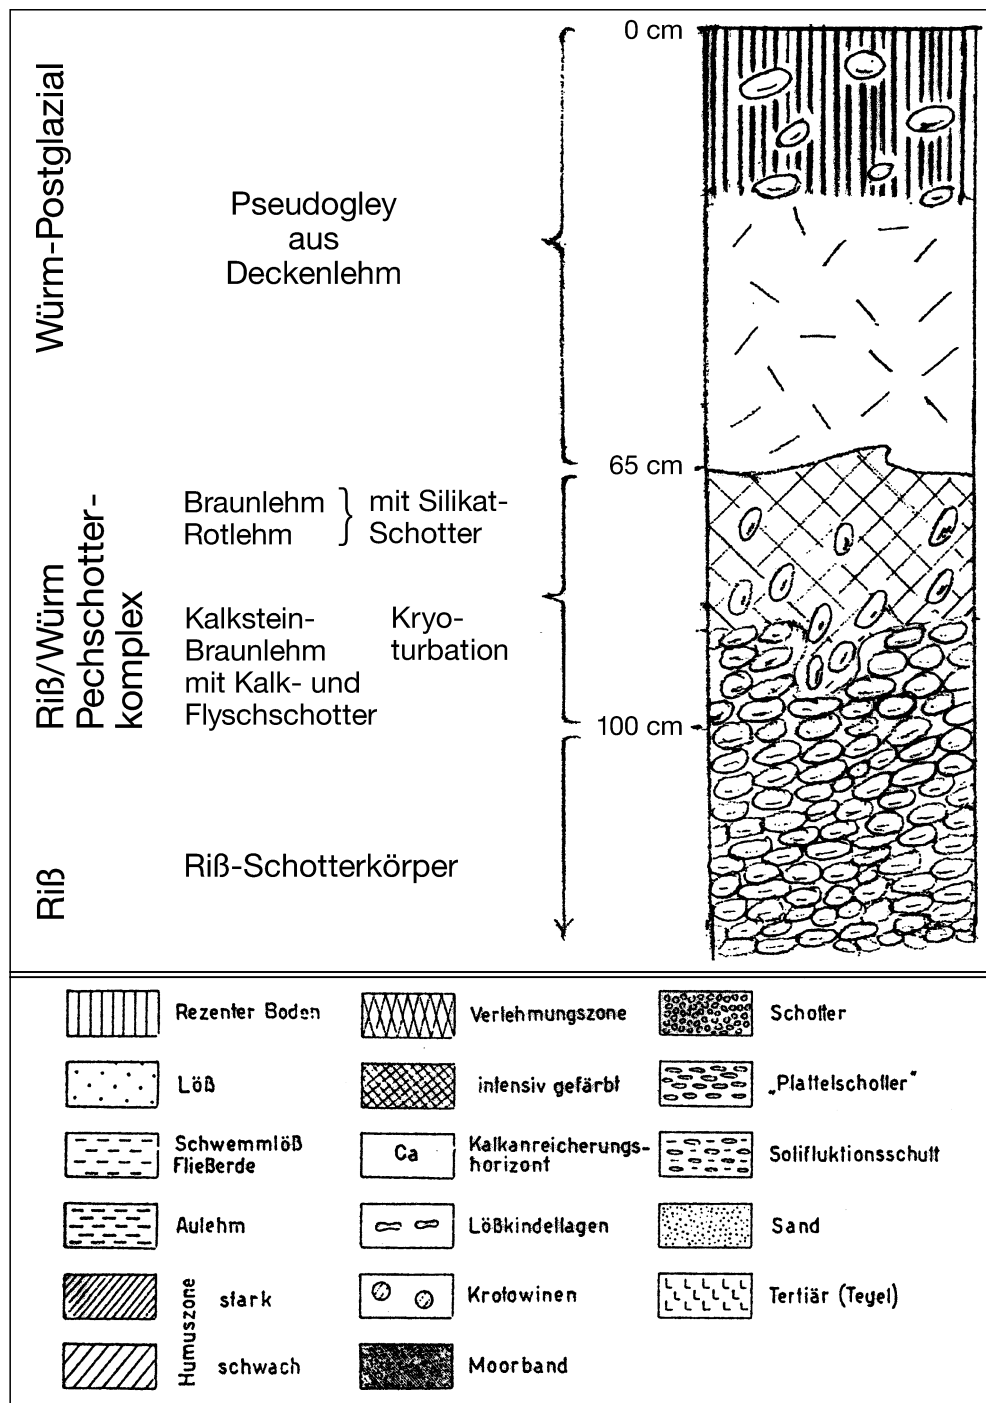 0 cm
Würm-Postglazial
Pseudogley
aus
Deckenlehm
65 cm
Riß/Würm
Pechschotter-
komplex
Braunlehm
Rotlehm
mit Silikat-
Schotter
Kalkstein-
Braunlehm
mit Kalk- und
Flyschschotter
Kryo-
turbation
100 cm
Riß
Riß-Schotterkörper
Rezenter Boden
Löß
Schwemmlöß
Fließerde
Aulehm
Humuszone
stark
schwach
Verlehmungszone
intensiv gefärbt
Ca
Kalkanreicherungs-
horizont
Lößkindellagen
Krotowinen
Moorband
Schotter
„Plattelschotter"
Solifluktionsschutt
Sand
Tertiär (Tegel)